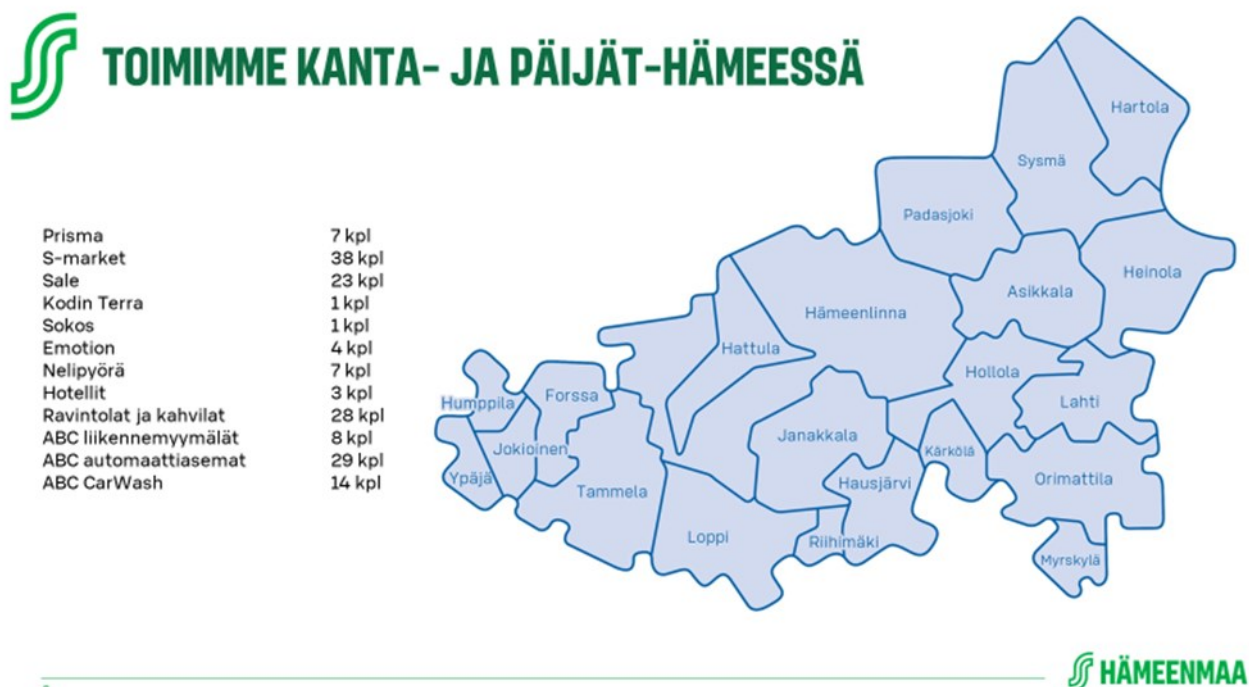 TOIMIMME KANTA- JA PÄIJÄT-HÄMEESSÄ
Prisma 7 kpl
S-market 38 kpl
Sale 23 kpl
Kodin Terra 1 kpl
Sokos 1 kpl
Emotion 4 kpl
Nelipyörä 7 kpl
Hotellit 3 kpl
Ravintolat ja kahvilat 28 kpl
ABC liikennemyymälät 8 kpl
ABC automaattiasemat 29 kpl
ABC CarWash 14 kpl
Hartola
Sysmä
Padasjoki
Heinola
Asikkala
Hämeenlinna
Hattula
Hollola
Forssa
Humppila
Lahti
Janakkala
Jokioinen
Kärkölä
Ypäjä
Orimattila
Hausjärvi
Tammela
Loppi
Riihimäki
Myrskylä
HÄMEENMAA